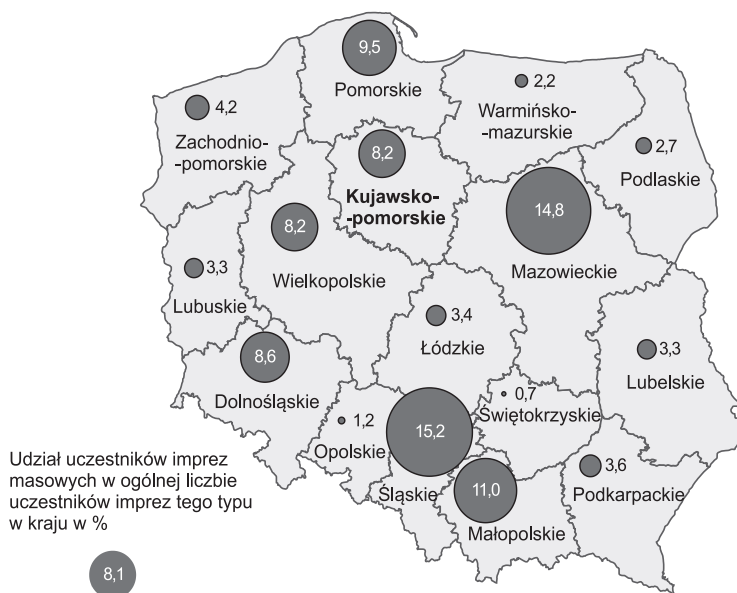 9,5
Pomorskie
2,2
Warmińsko-
-mazurskie
4,2
Zachodnio-
-pomorskie
8,2
Kujawsko-
-pomorskie
2,7
Podlaskie
14,8
Mazowieckie
8,2
Wielkopolskie
3,3
Lubuskie
3,4
Łódzkie
3,3
Lubelskie
8,6
Dolnośląskie
1,2
Opolskie
0,7
Świętokrzyskie
15,2
Śląskie
11,0
Małopolskie
3,6
Podkarpackie
Udział uczestników imprez
masowych w ogólnej liczbie
uczestników imprez tego typu
w kraju w %
8,1